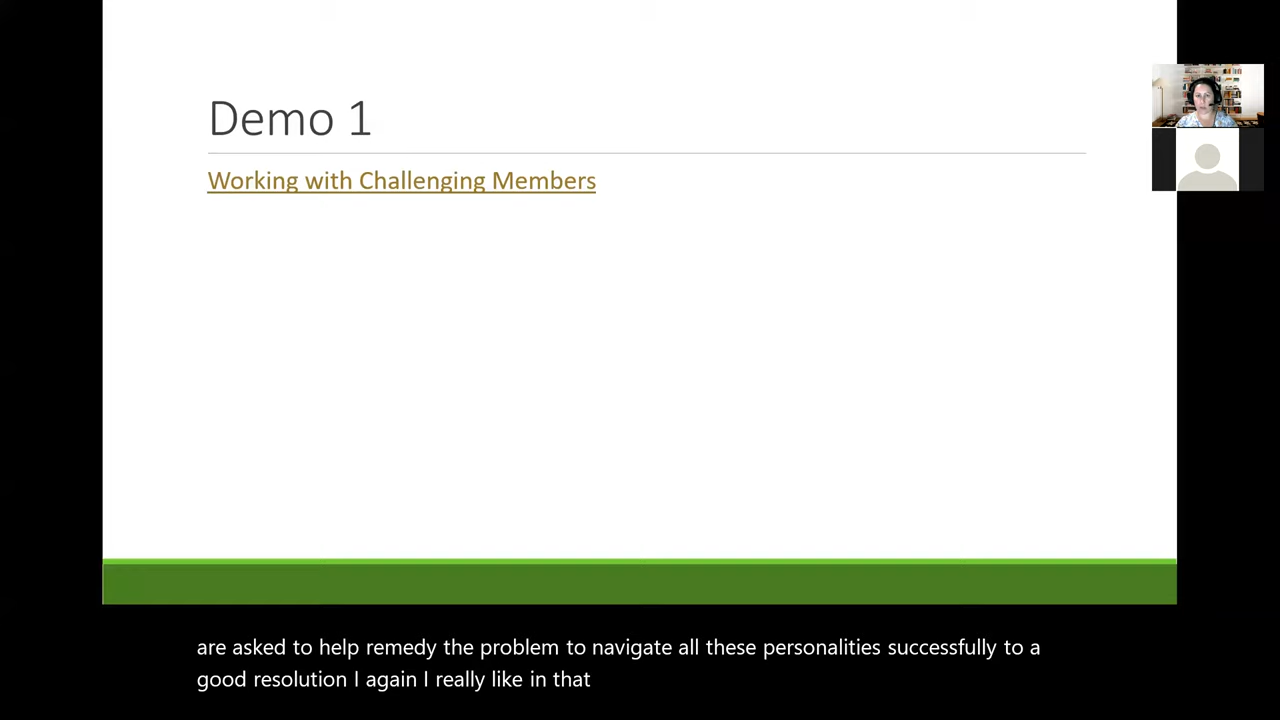 Demo 1
Working with Challenging Members
are asked to help remedy the problem to navigate all these personalities successfully to a
good resolution I again I really like in that